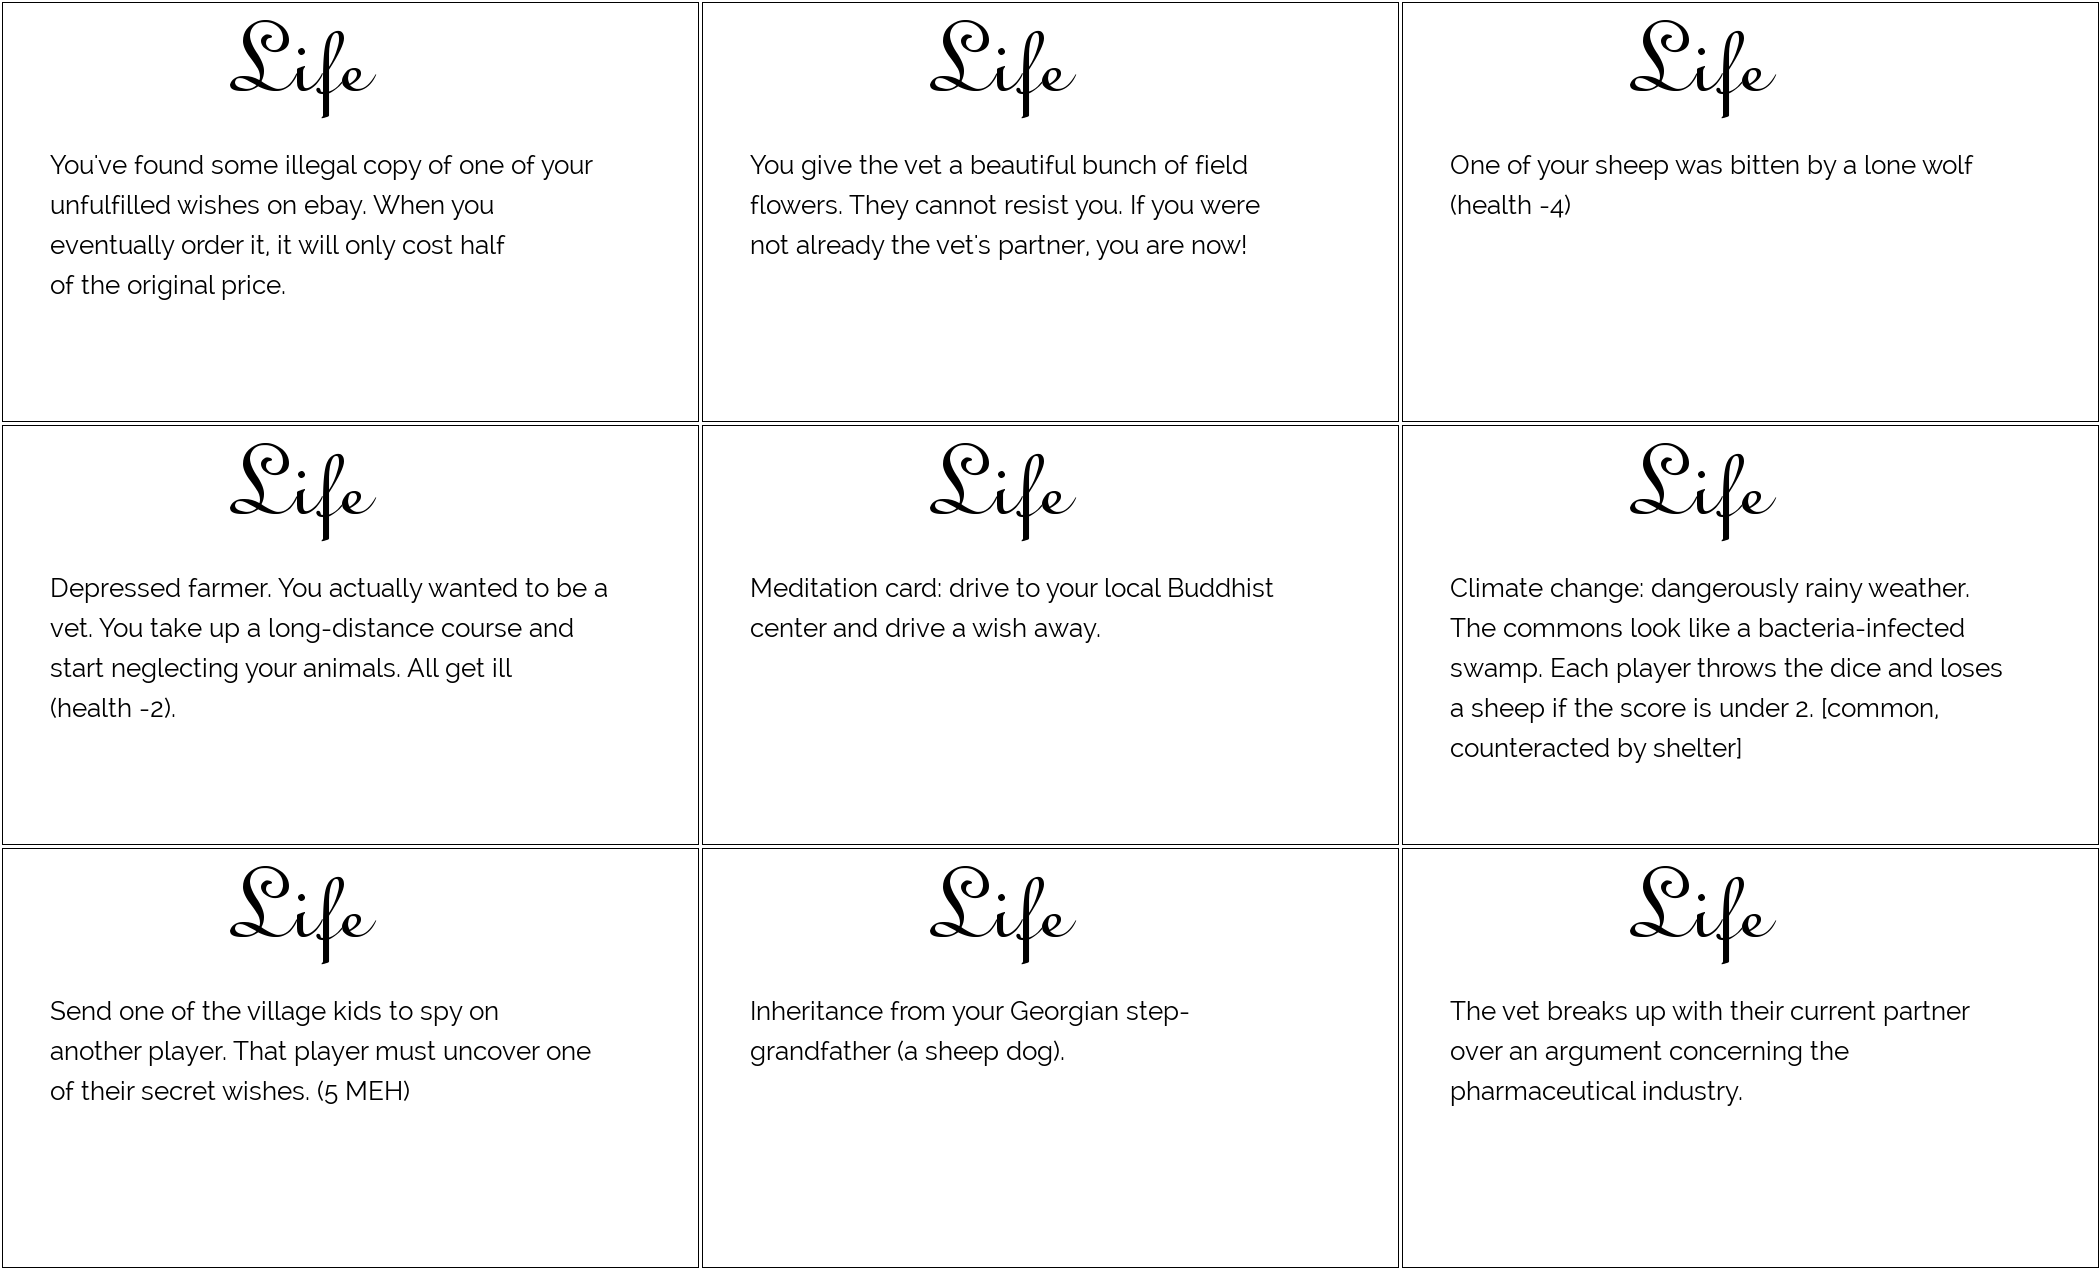 Life
You've found some illegal copy of one of your
unfulfilled wishes on ebay. When you
eventually order it, it will only cost half
of the original price.
Life
You give the vet a beautiful bunch of field
flowers. They cannot resist you. If you were
not already the vet's partner, you are now!
Life
One of your sheep was bitten by a lone wolf
(health -4)
Life
Depressed farmer. You actually wanted to be a
vet. You take up a long-distance course and
start neglecting your animals. All get ill
(health -2).
Life
Meditation card: drive to your local Buddhist
center and drive a wish away.
Life
Climate change: dangerously rainy weather.
The commons look like a bacteria-infected
swamp. Each player throws the dice and loses
a sheep if the score is under 2. [common,
counteracted by shelter]
Life
Send one of the village kids to spy on
another player. That player must uncover one
of their secret wishes. (5 MEH)
Life
Inheritance from your Georgian step-
grandfather (a sheep dog).
Life
The vet breaks up with their current partner
over an argument concerning the
pharmaceutical industry.